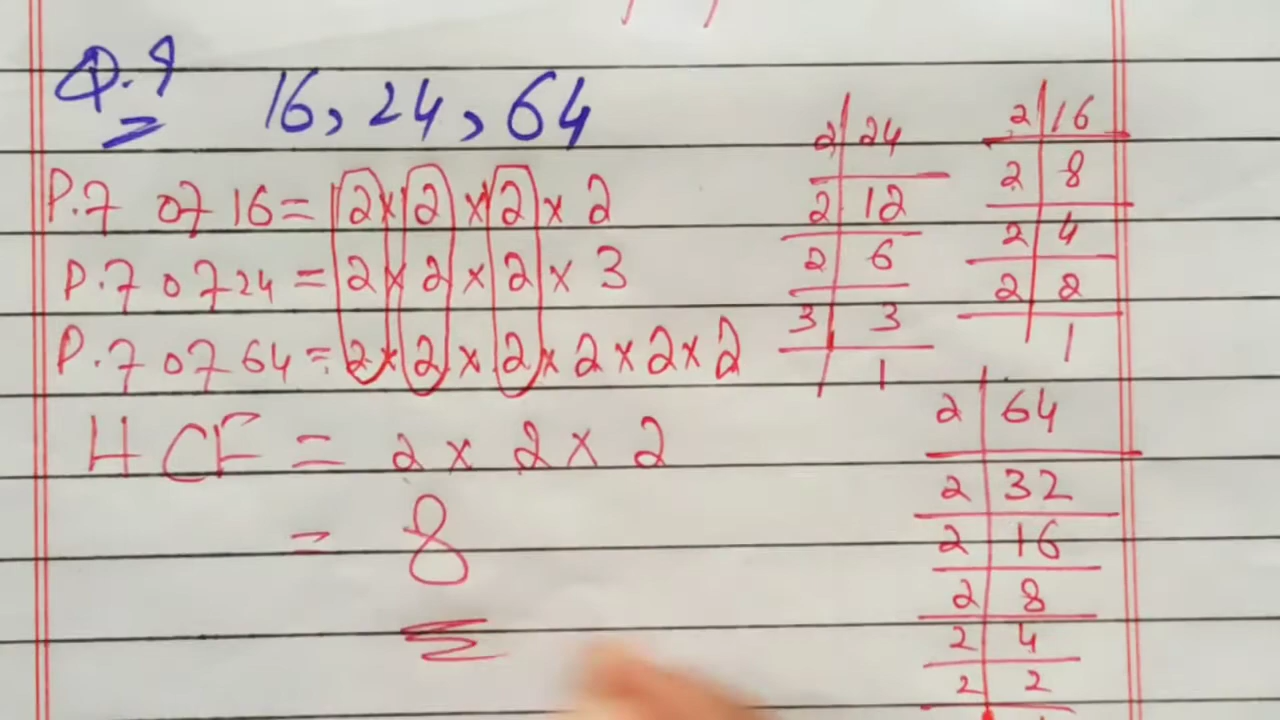 Q.9
16, 24, 64
P.F of 16 = 2 × 2 × 2 × 2
P.F of 24 = 2 × 2 × 2 × 3
P.F of 64 = 2 × 2 × 2 × 2 × 2 × 2
HCF = 2 × 2 × 2
= 8
2 | 24
2 | 12
2 | 6
3 | 3
1
2 | 16
2 | 8
2 | 4
2 | 2
1
2 | 64
2 | 32
2 | 16
2 | 8
2 | 4
2 | 2